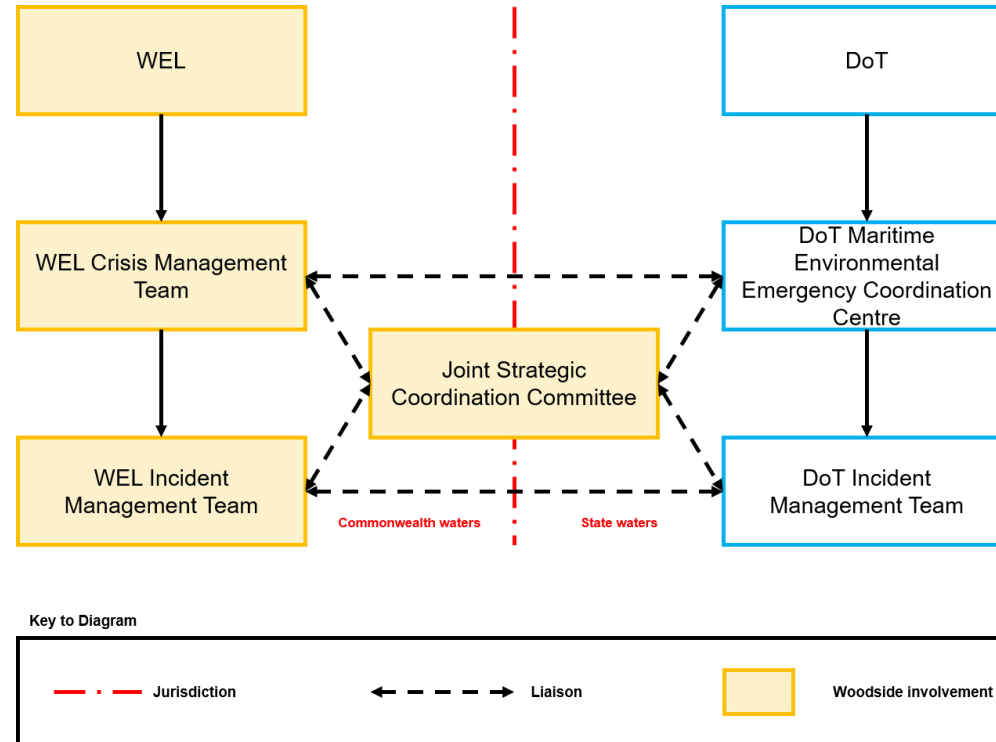 WEL
DoT
WEL Crisis Management
Team
DoT Maritime
Environmental
Emergency Coordination
Centre
Joint Strategic
Coordination Committee
WEL Incident
Management Team
DoT Incident
Management Team
Commonwealth waters
State waters
Key to Diagram
Jurisdiction
Liaison
Woodside involvement